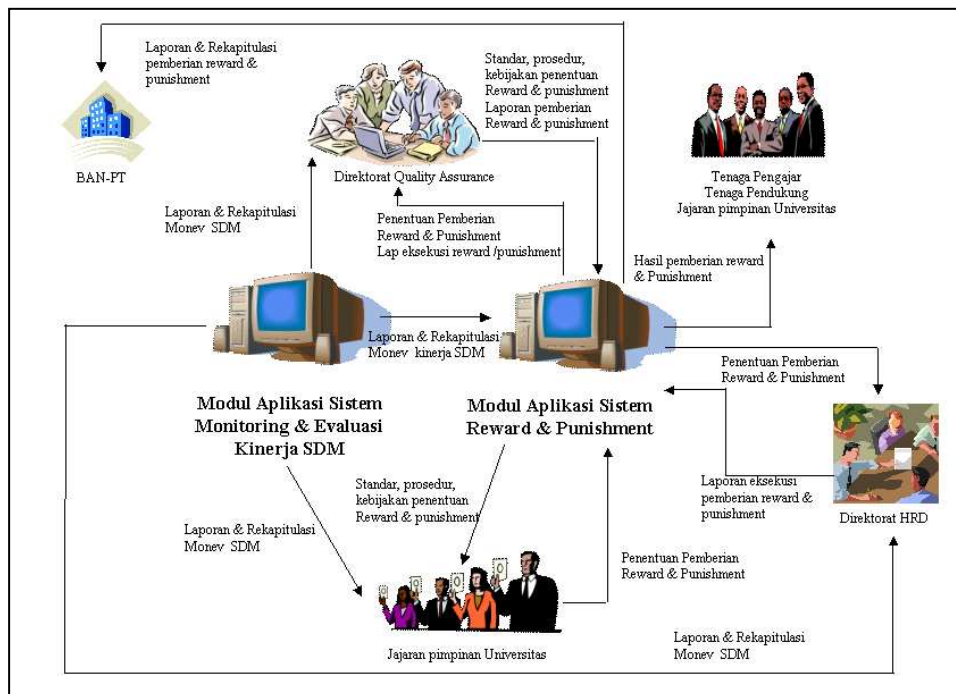 Laporan & Rekapitulasi
pemberian reward &
punishment
BAN-PT
Standar, prosedur,
kebijakan penentuan
Reward & punishment
Laporan pemberian
Reward & punishment
Direktorat Quality Assurance
Tenaga Pengajar
Tenaga Pendukung
Jajaran pimpinan Universitas
Laporan & Rekapitulasi
Monev SDM
Penentuan Pemberian
Reward & Punishment
Lap eksekusi reward /punishment
Hasil pemberian reward
& Punishment
Laporan & Rekapitulasi
Monev kinerja SDM
Penentuan Pemberian
Reward & Punishment
Modul Aplikasi Sistem
Monitoring & Evaluasi
Kinerja SDM
Modul Aplikasi Sistem
Reward & Punishment
Standar, prosedur,
kebijakan penentuan
Reward & punishment
Laporan eksekusi
pemberian reward &
punishment
Direktorat HRD
Laporan & Rekapitulasi
Monev SDM
Penentuan Pemberian
Reward & Punishment
Jajaran pimpinan Universitas
Laporan & Rekapitulasi
Monev SDM